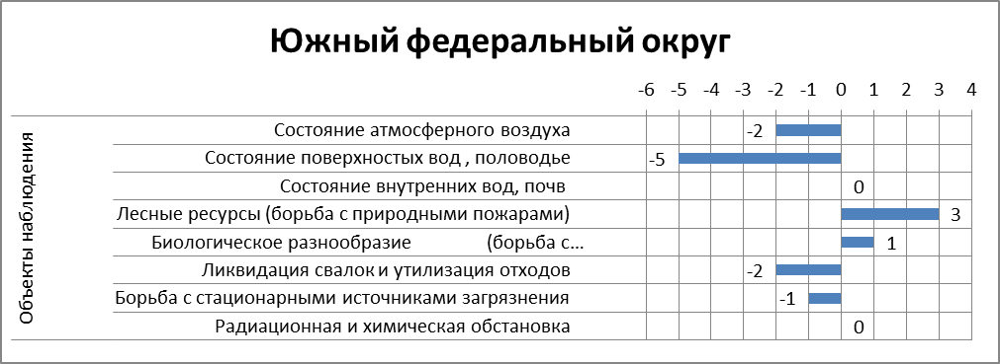 Южный федеральный округ
-6 -5 -4 -3 -2 -1 0 1 2 3 4
Объекты наблюдения
Состояние атмосферного воздуха -2
Состояние поверхностых вод , половодье -5
Состояние внутренних вод, почв 0
Лесные ресурсы (борьба с природными пожарами) 3
Биологическое разнообразие (борьба с... 1
Ликвидация свалок и утилизация отходов -2
Борьба с стационарными источниками загрязнения -1
Радиационная и химическая обстановка 0